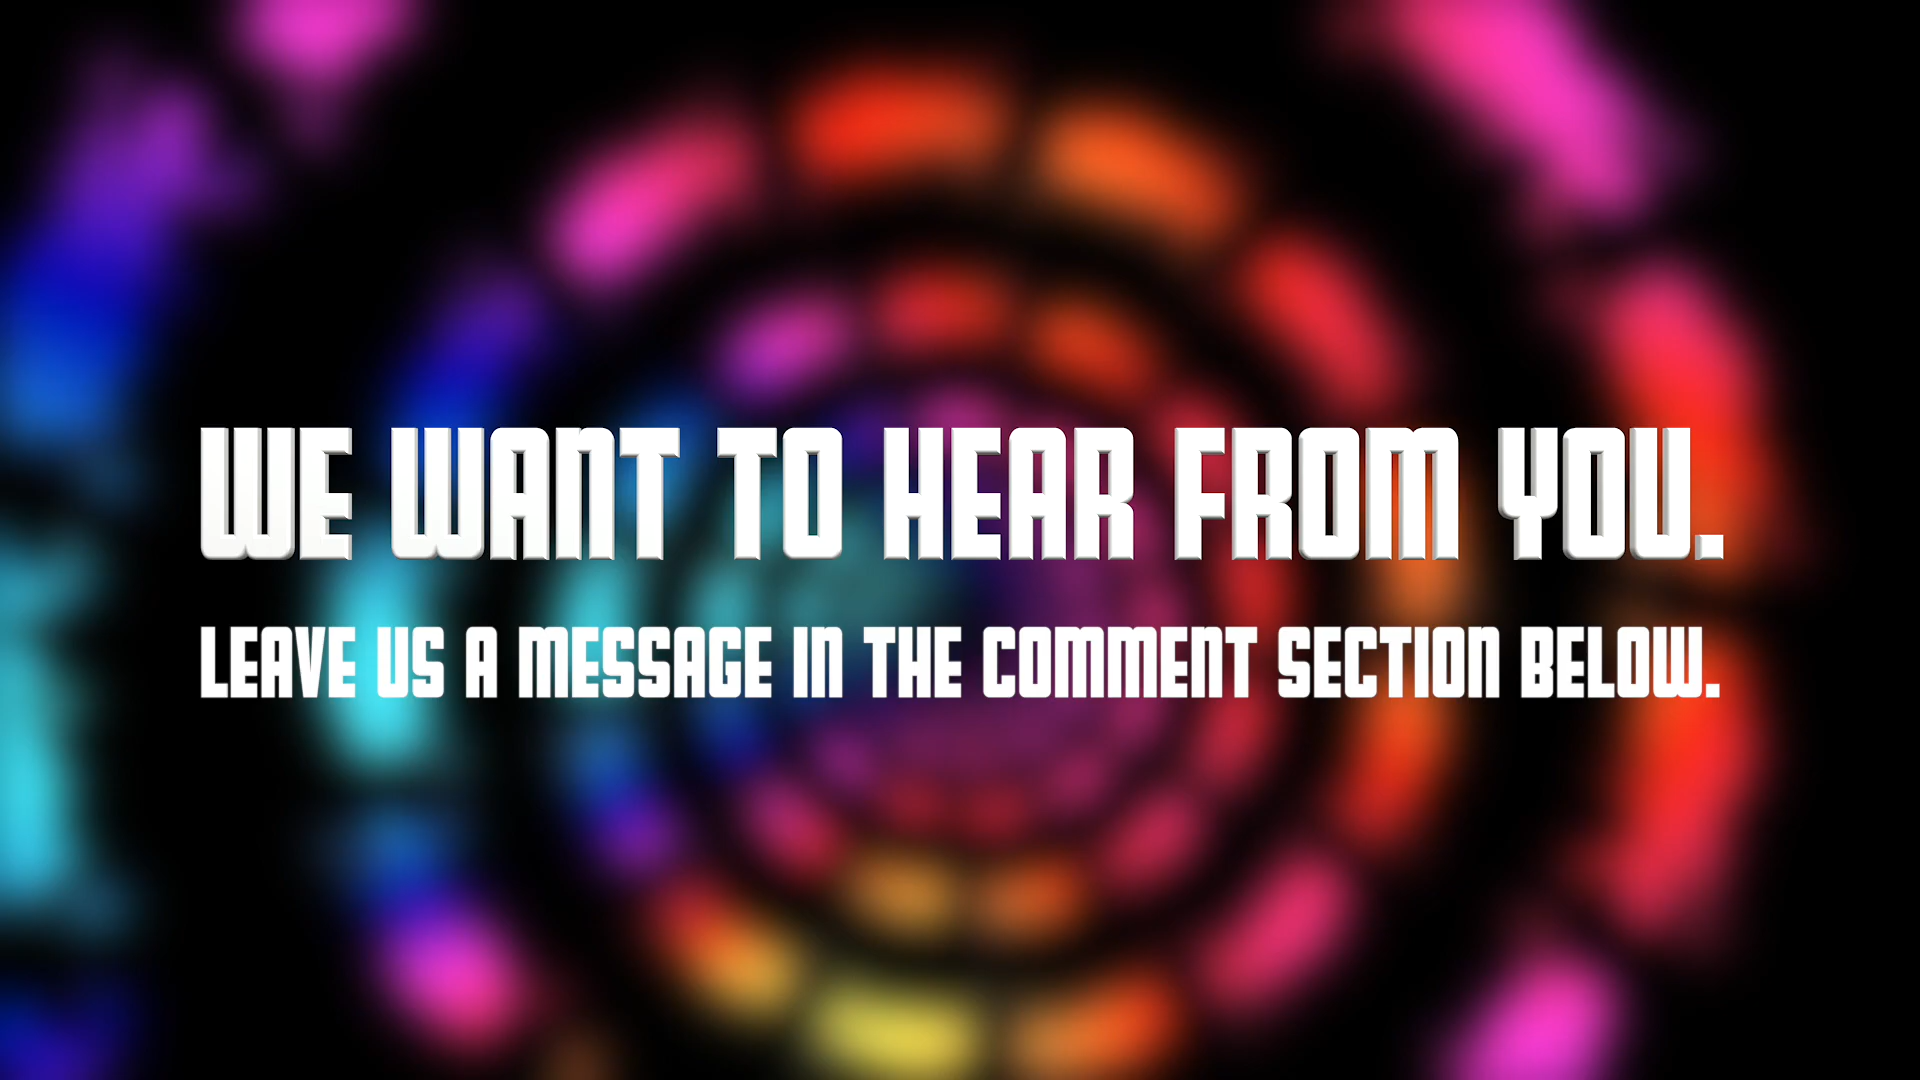 WE WANT TO HEAR FROM YOU.
LEAVE US A MESSAGE IN THE COMMENT SECTION BELOW.